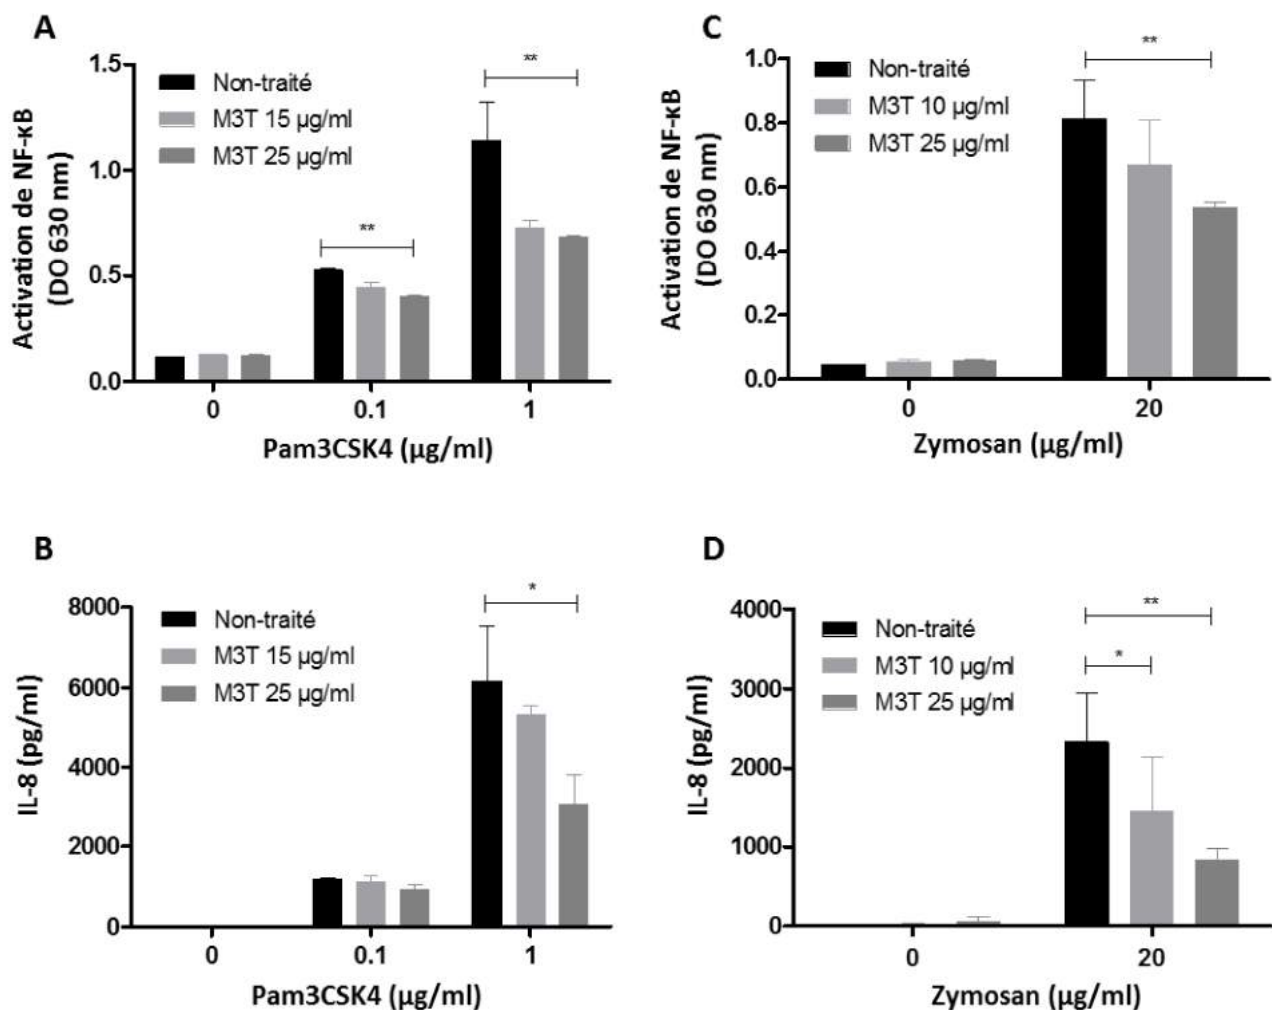 A
Activation de NF-κB
(DO 630 nm)
1.5
1.0
0.5
0.0
Non-traité
M3T 15 µg/ml
M3T 25 µg/ml
**
**
0
0.1
1
Pam3CSK4 (µg/ml)
C
Activation de NF-κB
(DO 630 nm)
1.0
0.8
0.6
0.4
0.2
0.0
Non-traité
M3T 10 µg/ml
M3T 25 µg/ml
**
0
20
Zymosan (µg/ml)
B
IL-8 (pg/ml)
8000
6000
4000
2000
0
Non-traité
M3T 15 µg/ml
M3T 25 µg/ml
*
0
0.1
1
Pam3CSK4 (µg/ml)
D
IL-8 (pg/ml)
4000
3000
2000
1000
0
Non-traité
M3T 10 µg/ml
M3T 25 µg/ml
**
*
0
20
Zymosan (µg/ml)